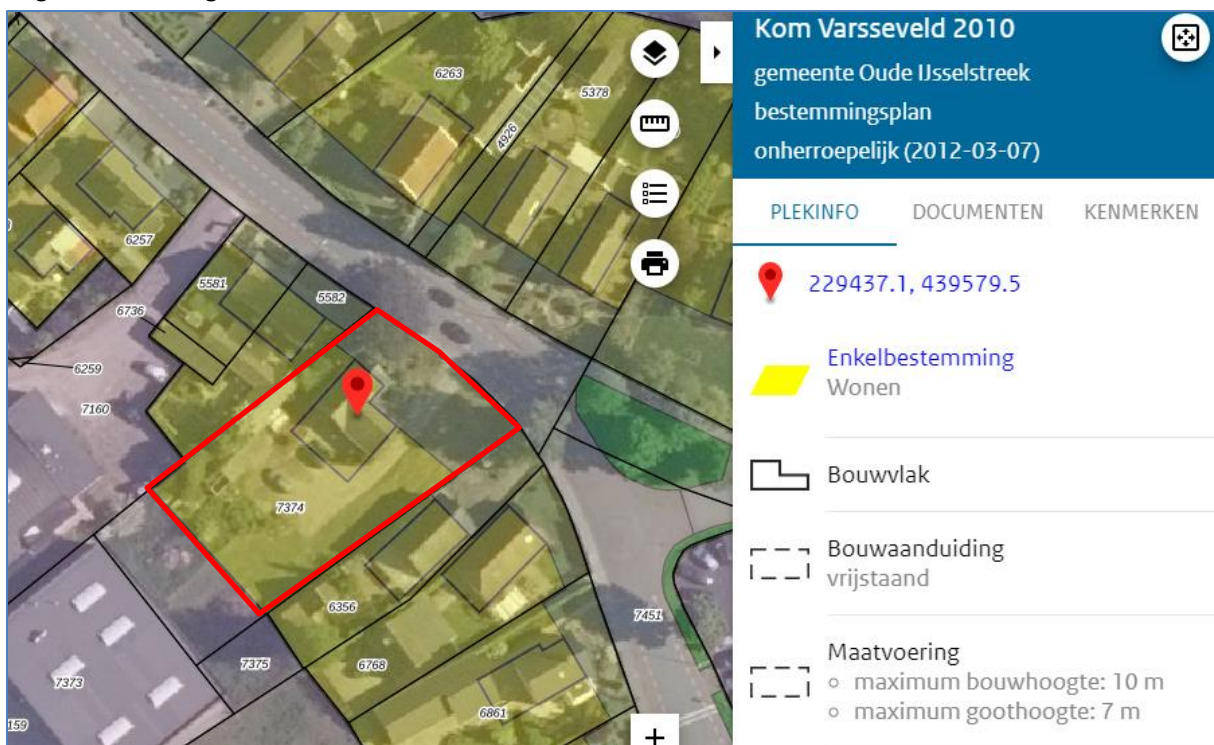 Kom Varsseveld 2010
gemeente Oude IJsselstreek
bestemmingsplan
onherroepelijk (2012-03-07)
PLEKINFO DOCUMENTEN KENMERKEN
229437.1, 439579.5
Enkelbestemming
Wonen
Bouwvlak
Bouwaanduiding
vrijstaand
Maatvoering
maximum bouwhoogte: 10 m
maximum goothoogte: 7 m
6263
5378
4926
6257
5581
5582
6736
6259
7160
7374
6356
7451
7375
6768
7373
6861
159